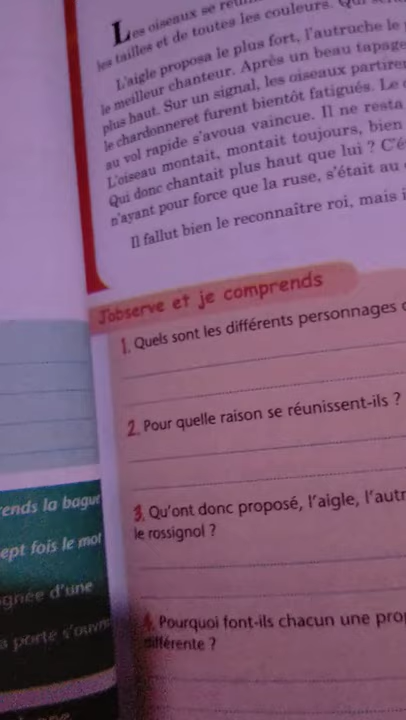 Les oiseaux se
les tailles et de toutes les couleurs. Qui
L'aigle proposa le plus fort, l'autruche le
le meilleur chanteur. Après un beau tapage
plus haut. Sur un signal, les oiseaux partire
le chardonneret furent bientôt fatigués. Le
au vol rapide s'avoua vaincue. Il ne resta
L'oiseau montait, montait toujours, bien
Qui donc chantait plus haut que lui ? C'é
n'ayant pour force que la ruse, s'était au
Il fallut bien le reconnaître roi, mais i
J'observe et je comprends
1. Quels sont les différents personnages
2. Pour quelle raison se réunissent-ils ?
3. Qu'ont donc proposé, l'aigle, l'autr
le rossignol ?
4. Pourquoi font-ils chacun une prop
différente ?
rends la bague
ept fois le mot
gnée d'une
a porte s'ouvre